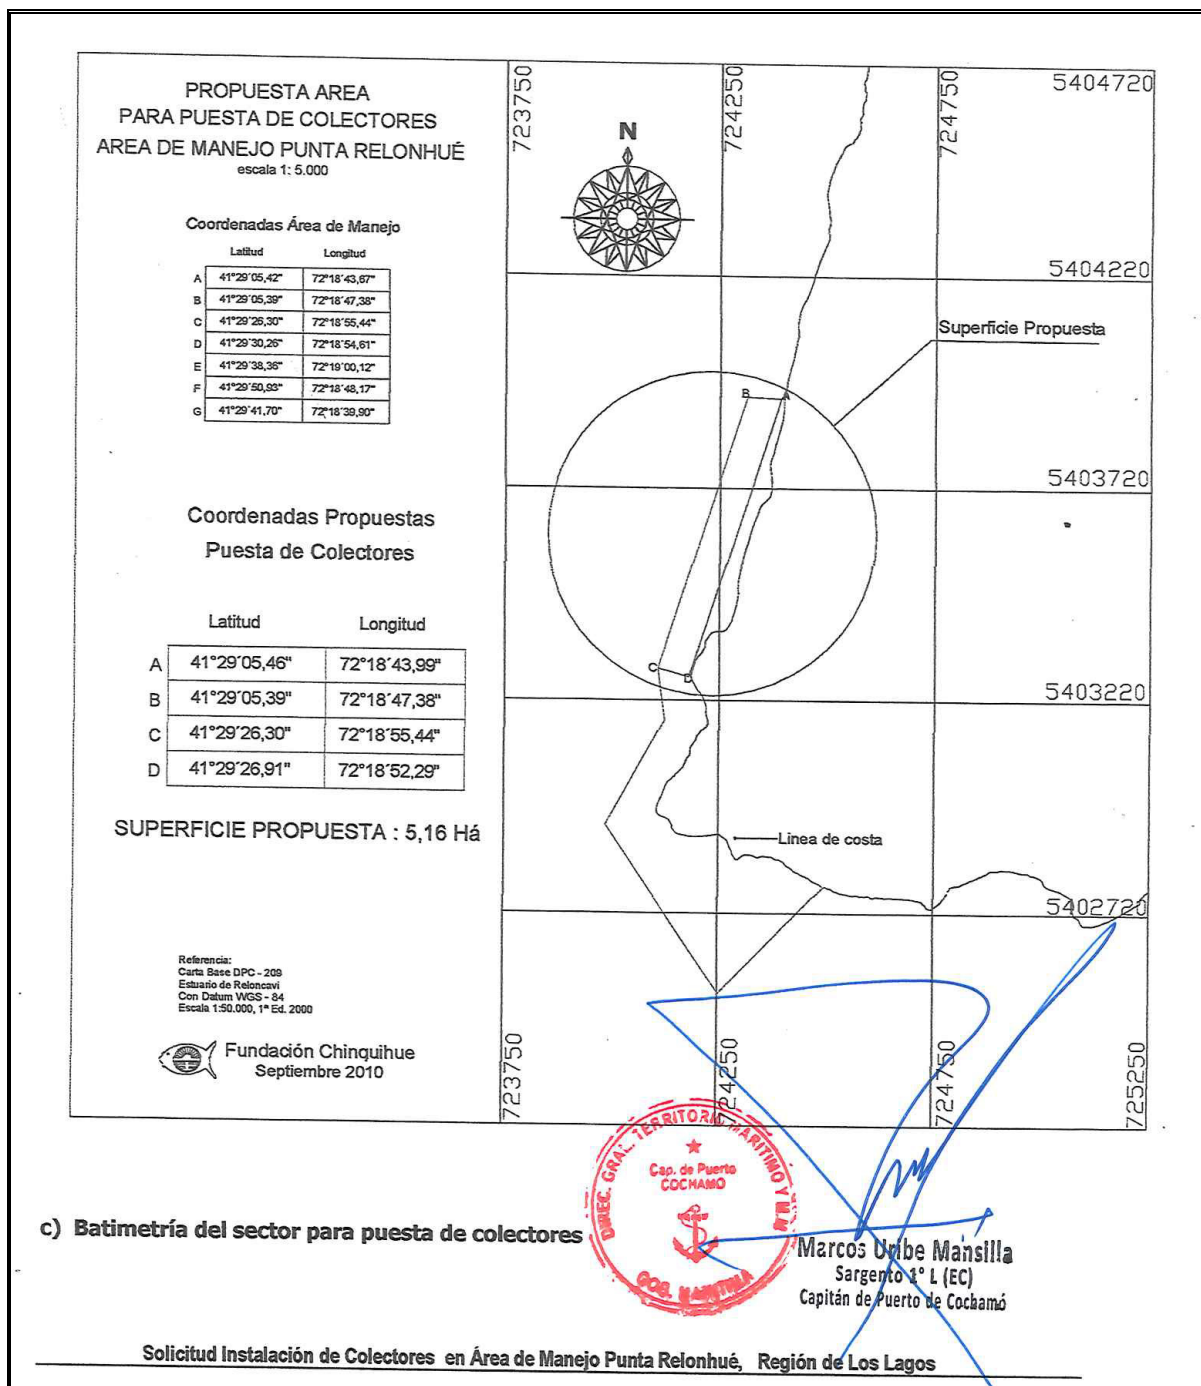 PROPUESTA AREA
PARA PUESTA DE COLECTORES
AREA DE MANEJO PUNTA RELONHUÉ
escala 1: 5.000
Coordenadas Área de Manejo
Latitud Longitud
A 41°29´05,42" 72°18´43,67"
B 41°29´05,39" 72°18´47,38"
C 41°29´26,30" 72°18´55,44"
D 41°29´30,26" 72°18´54,61"
E 41°29´38,36" 72°19´00,12"
F 41°29´50,93" 72°18´48,17"
G 41°29´41,70" 72°18´39,90"
Coordenadas Propuestas
Puesta de Colectores
Latitud Longitud
A 41°29´05,46" 72°18´43,99"
B 41°29´05,39" 72°18´47,38"
C 41°29´26,30" 72°18´55,44"
D 41°29´26,91" 72°18´52,29"
SUPERFICIE PROPUESTA : 5,16 Há
Referencia:
Carta Base DPC - 209
Estuario de Reloncavi
Con Datum WGS - 84
Escala 1:50.000, 1ª Ed. 2000
Fundación Chinquihue
Septiembre 2010
723750
724250
724750
5404720
N
5404220
Superficie Propuesta
B A
5403720
C D
5403220
Linea de costa
5402720
723750
724250
724750
725250
DIREC. GRAL. TERRITORIO MARITIMO Y M.M.
Cap. de Puerto
COCHAMO
GOB. MARITIMA
c) Batimetría del sector para puesta de colectores
Marcos Uribe Mansilla
Sargento 1° L (EC)
Capitán de Puerto de Cochamó
Solicitud Instalación de Colectores en Área de Manejo Punta Relonhué, Región de Los Lagos